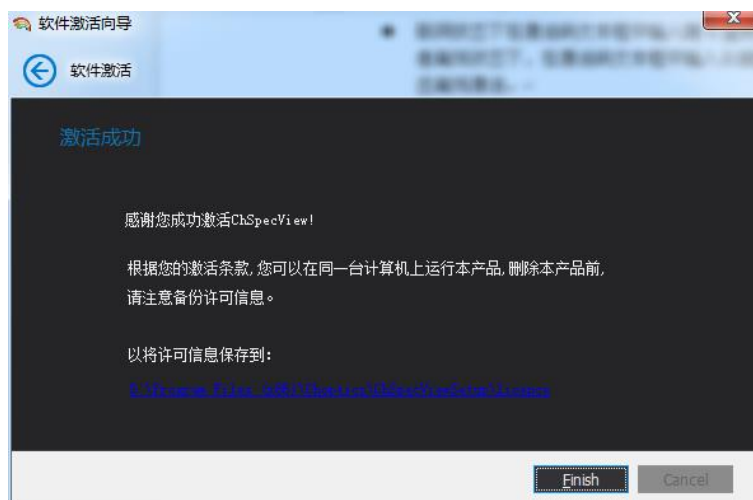 软件激活向导
软件激活
激活成功
感谢您成功激活ChSpecView!
根据您的激活条款,您可以在同一台计算机上运行本产品,删除本产品前,
请注意备份许可信息。
以将许可信息保存到:
Finish
Cancel